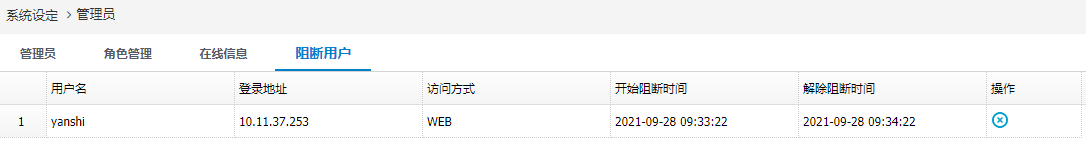 系统设定 > 管理员
管理员 角色管理 在线信息 阻断用户
用户名 登录地址 访问方式 开始阻断时间 解除阻断时间 操作
1 yanshi 10.11.37.253 WEB 2021-09-28 09:33:22 2021-09-28 09:34:22